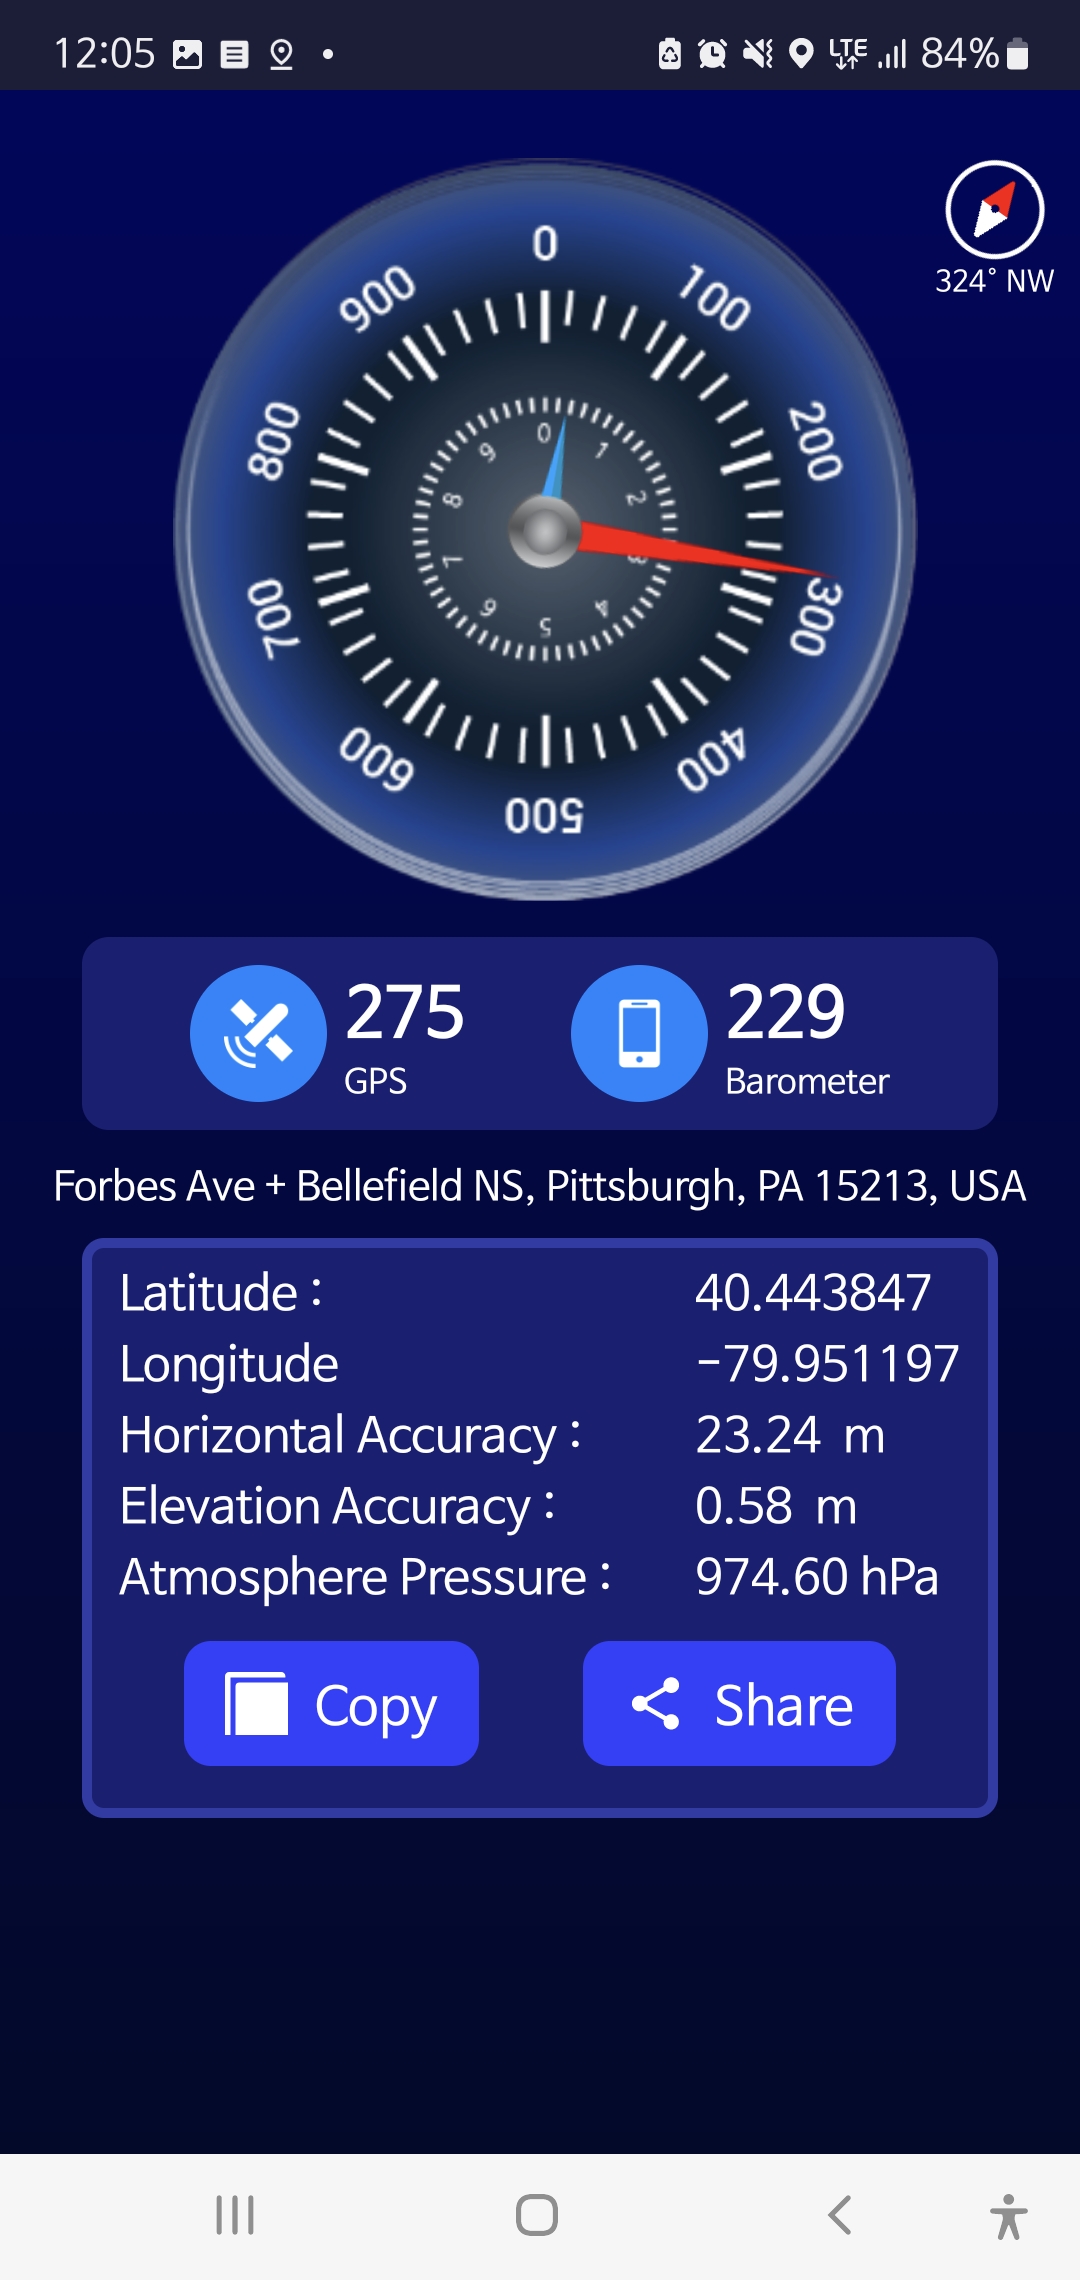 12:05 LTE 84%
324° NW
0
100
200
300
400
500
600
700
800
900
0
1
2
3
4
5
6
7
8
9
275 229
GPS Barometer
Forbes Ave + Bellefield NS, Pittsburgh, PA 15213, USA
Latitude : 40.443847
Longitude -79.951197
Horizontal Accuracy : 23.24 m
Elevation Accuracy : 0.58 m
Atmosphere Pressure : 974.60 hPa
Copy Share